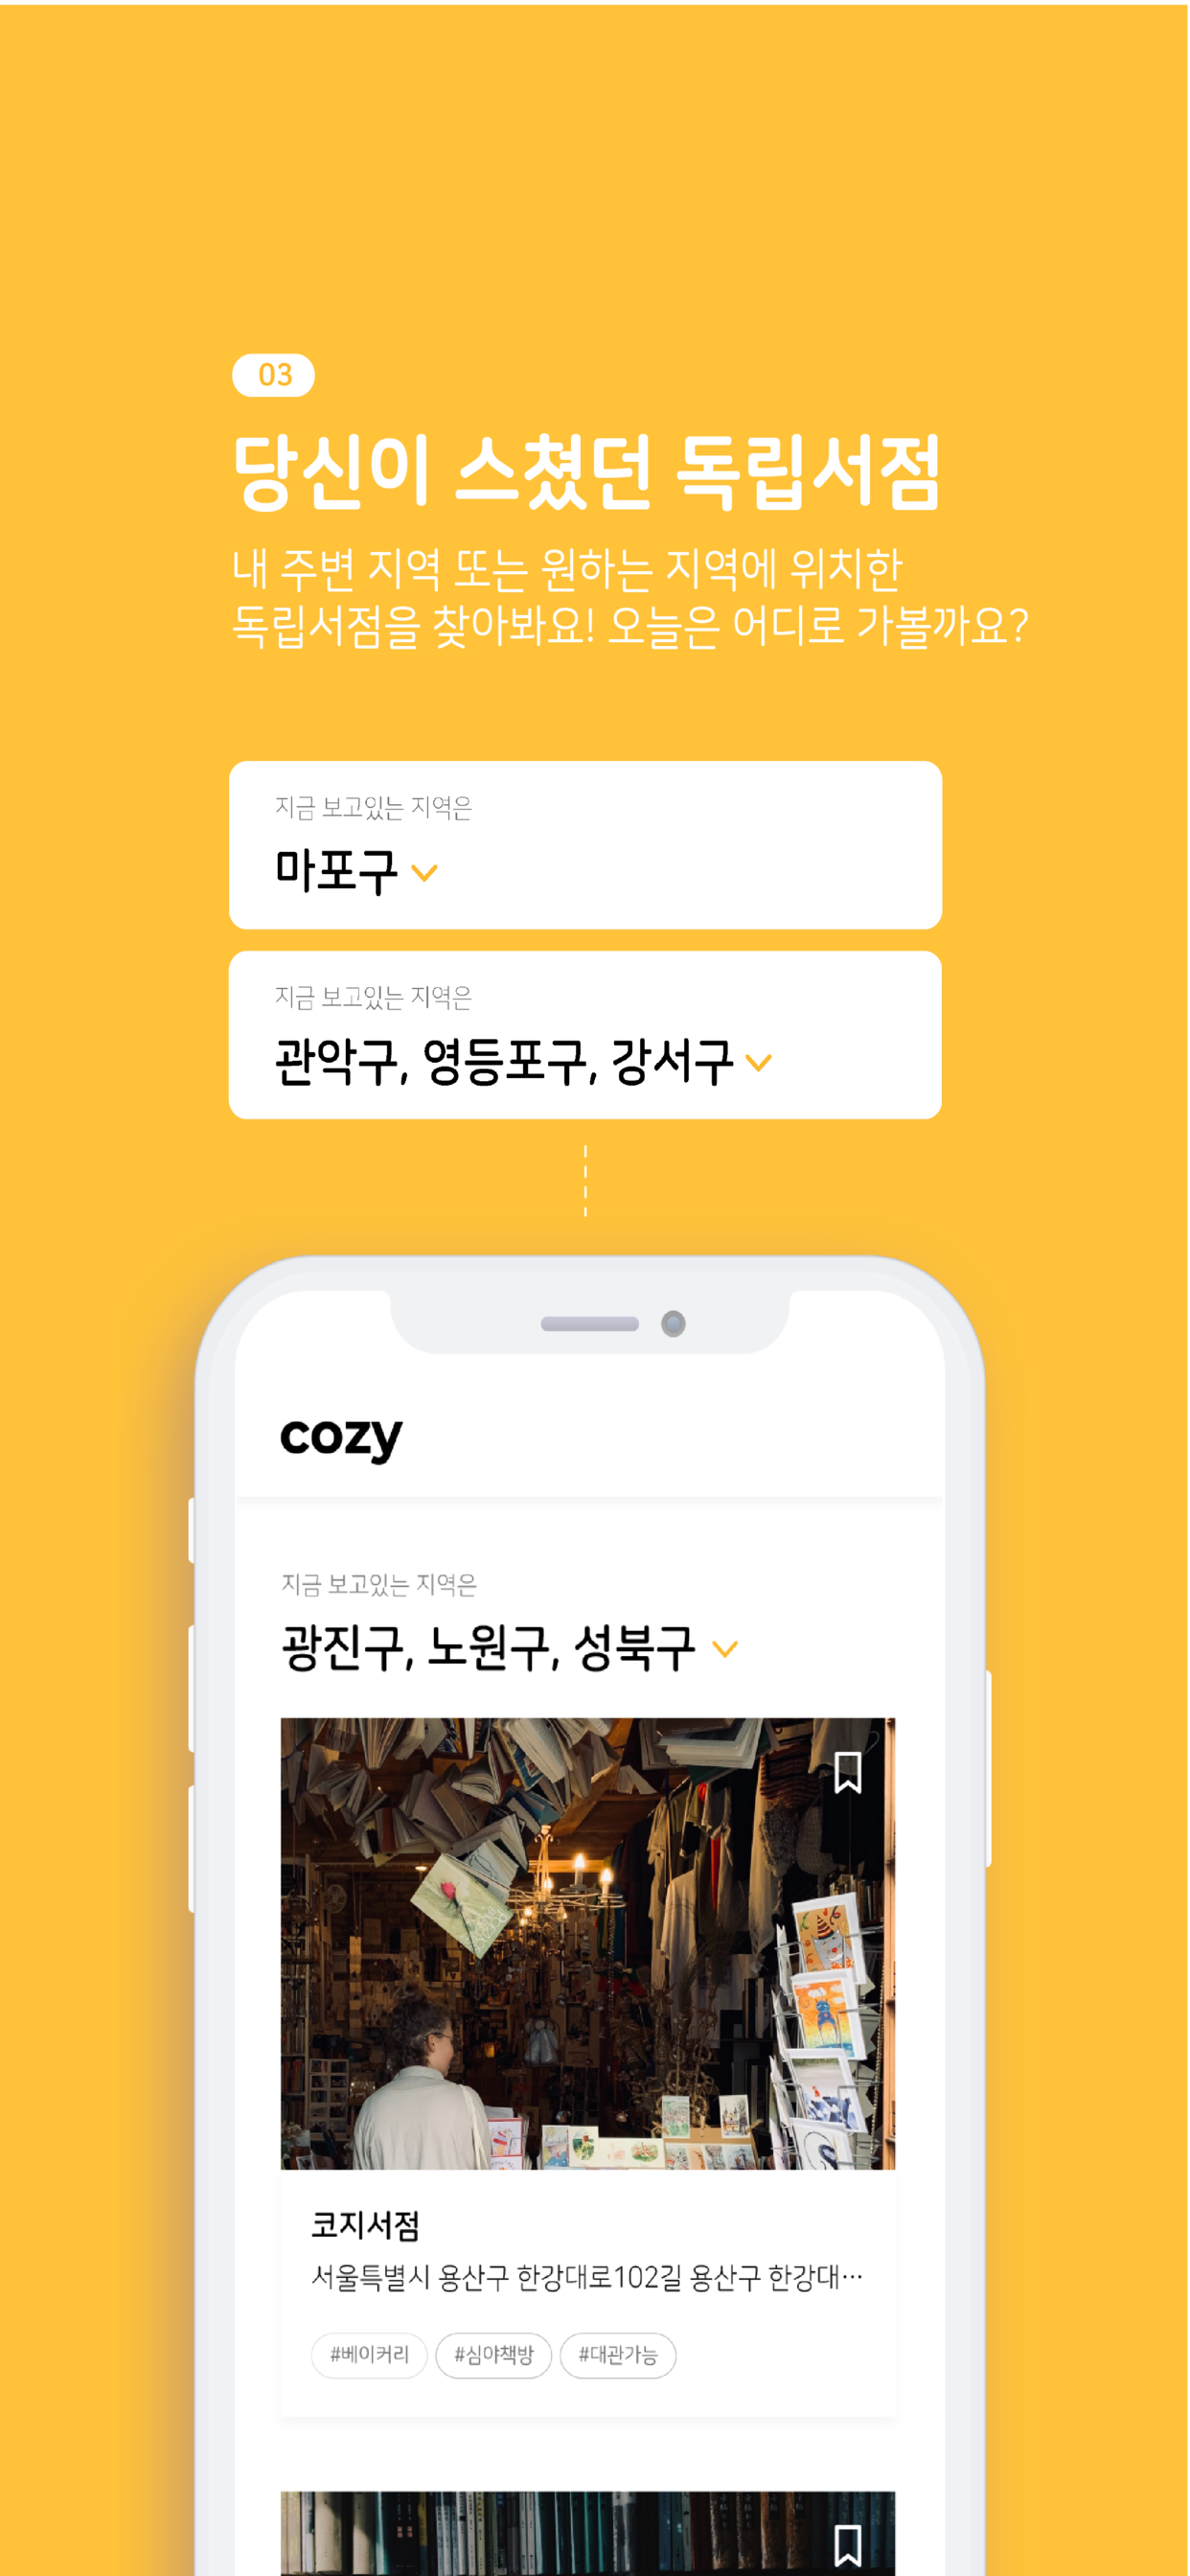 03
당신이 스쳤던 독립서점
내 주변 지역 또는 원하는 지역에 위치한
독립서점을 찾아봐요! 오늘은 어디로 가볼까요?
지금 보고있는 지역은
마포구
지금 보고있는 지역은
관악구, 영등포구, 강서구
cozy
지금 보고있는 지역은
광진구, 노원구, 성북구
코지서점
서울특별시 용산구 한강대로102길 용산구 한강대…
#베이커리 #심야책방 #대관가능